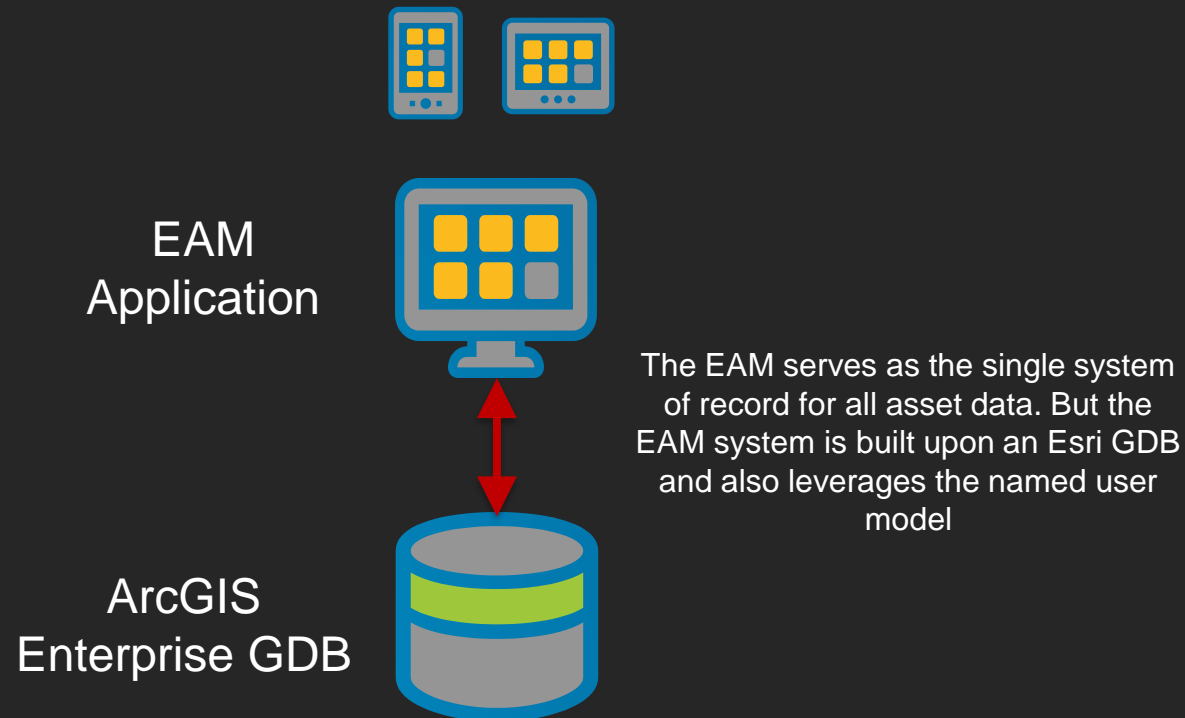 EAM
Application
The EAM serves as the single system
of record for all asset data. But the
EAM system is built upon an Esri GDB
and also leverages the named user
model
ArcGIS
Enterprise GDB